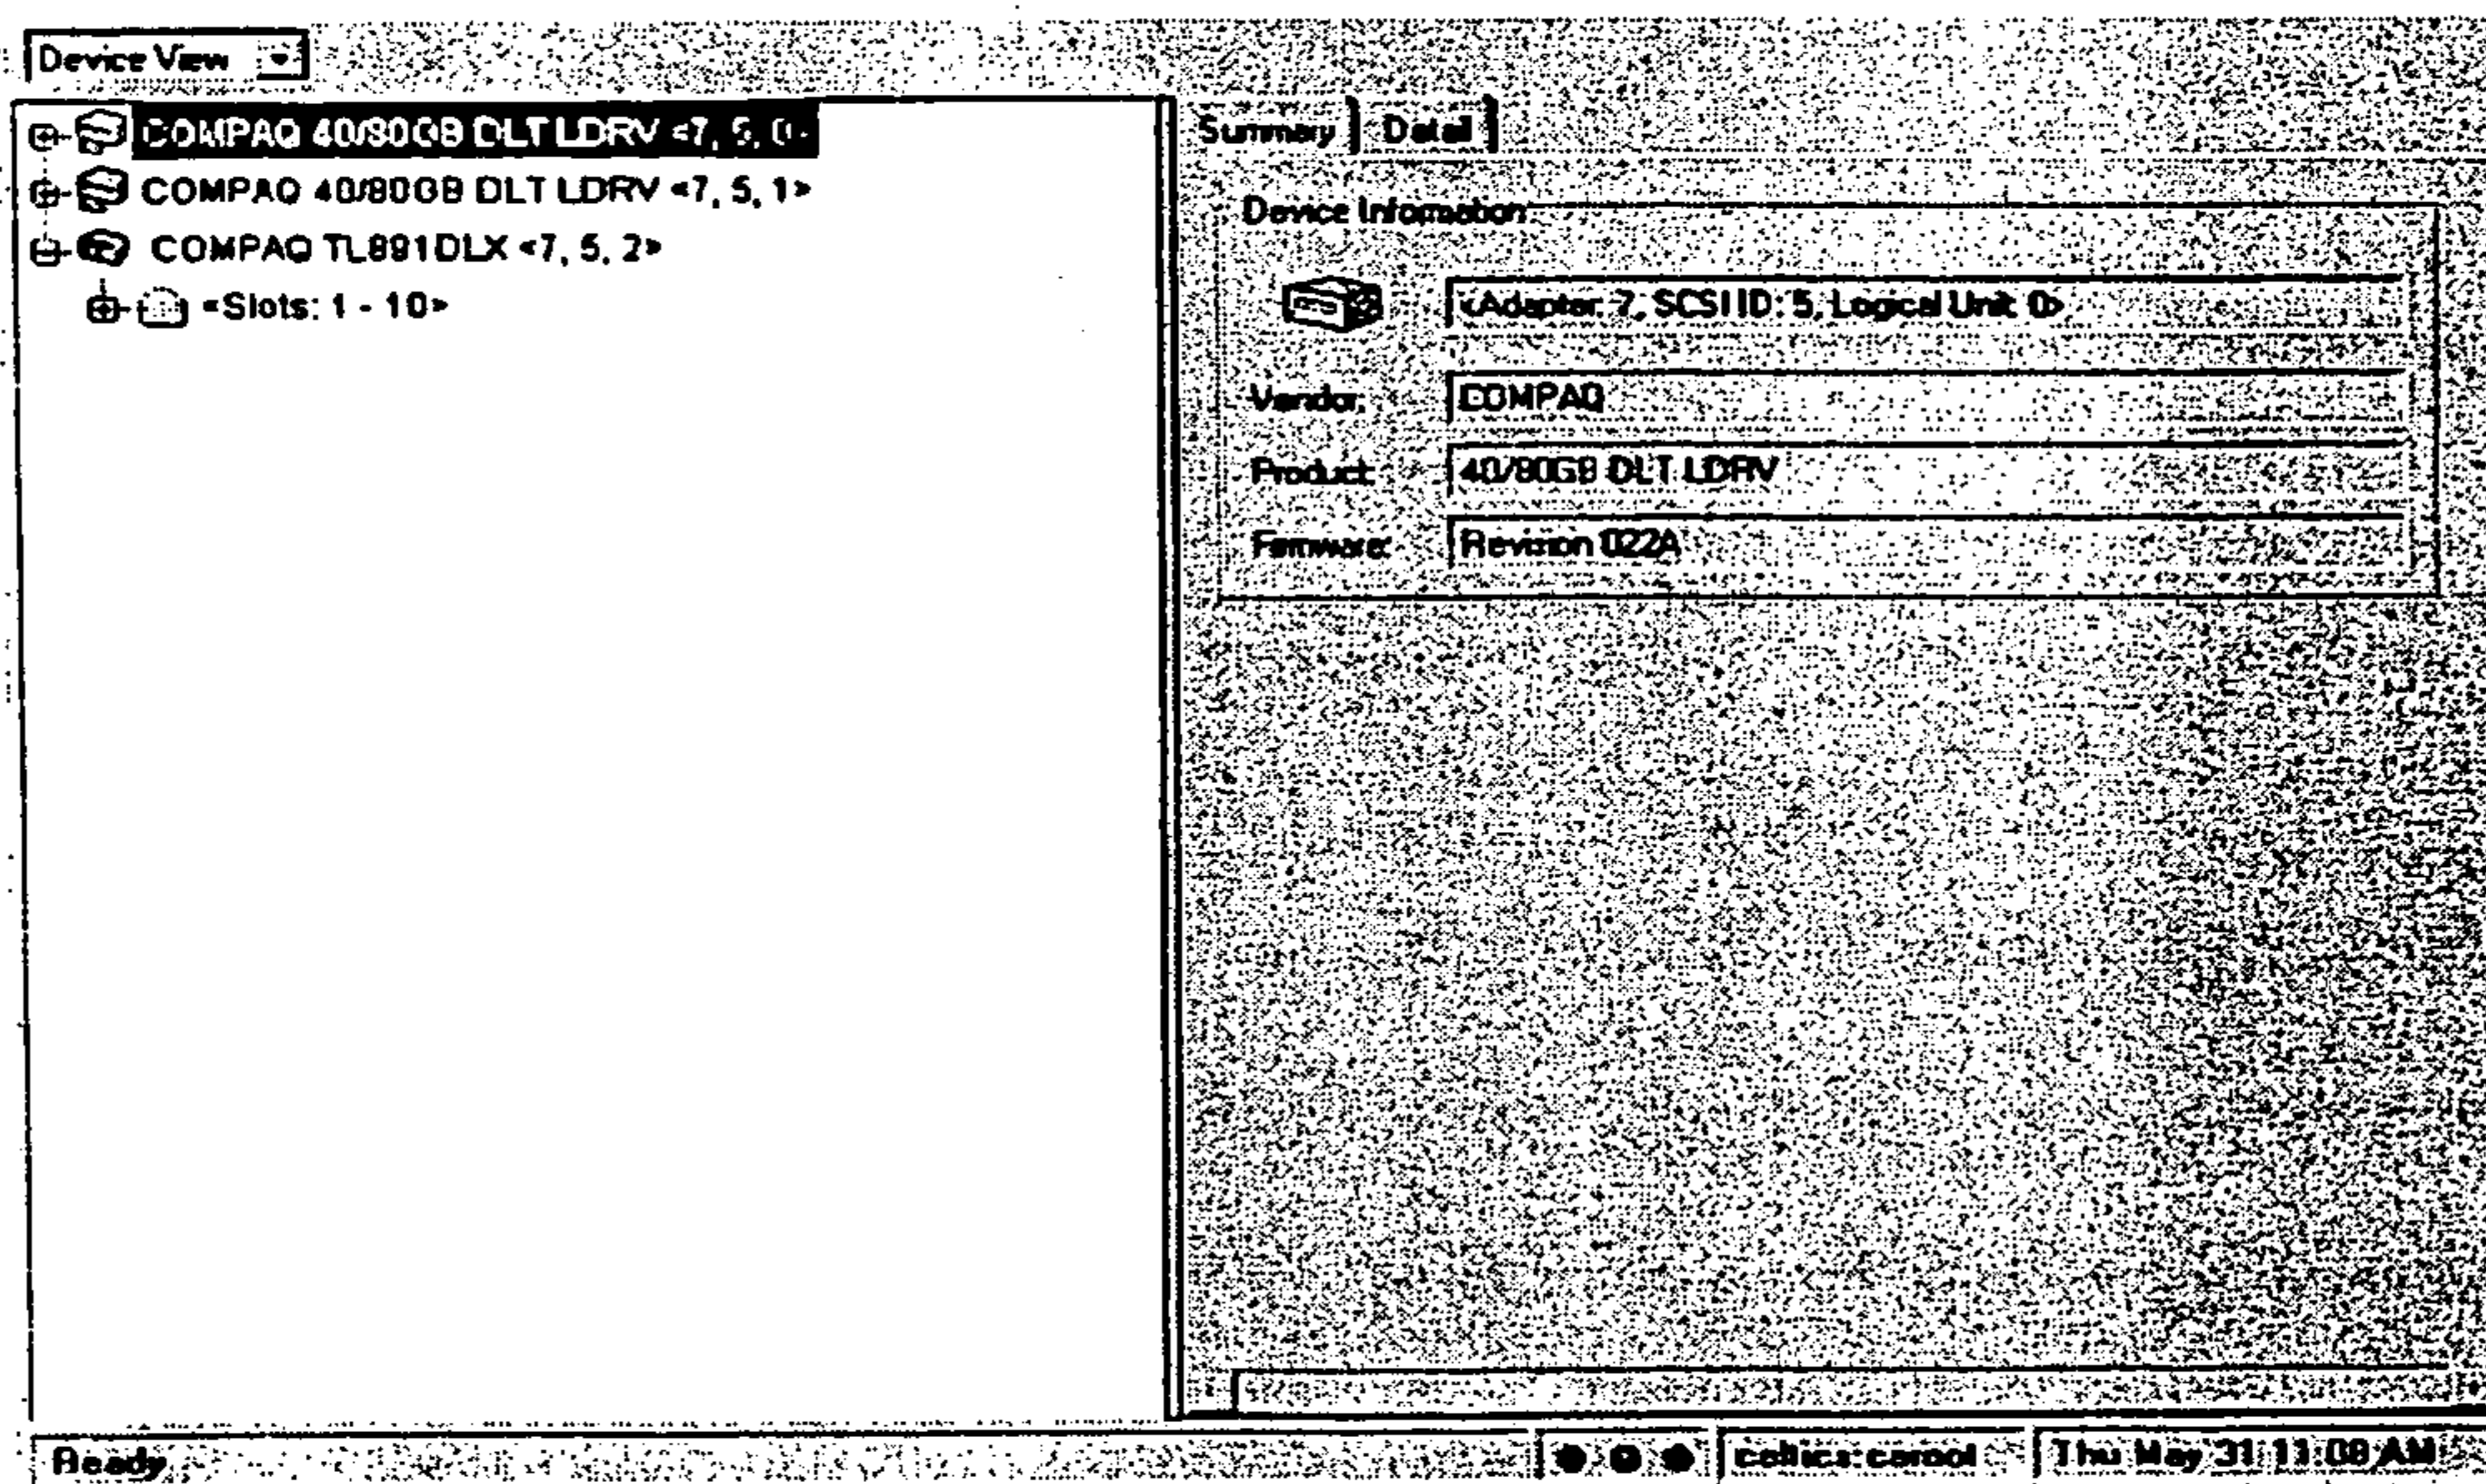 Device View
COMPAQ 40/80GB DLT LDRV <7, 5, 0>
COMPAQ 40/80GB DLT LDRV <7, 5, 1>
COMPAQ TL891DLX <7, 5, 2>
<Slots: 1 - 10>
Summary Detail
Device Information:
<Adapter: 7, SCSI ID: 5, Logical Unit: 0>
Vendor: COMPAQ
Product: 40/80GB DLT LDRV
Firmware: Revision 022A
Ready celtics:carool Thu May 31 11:08 AM